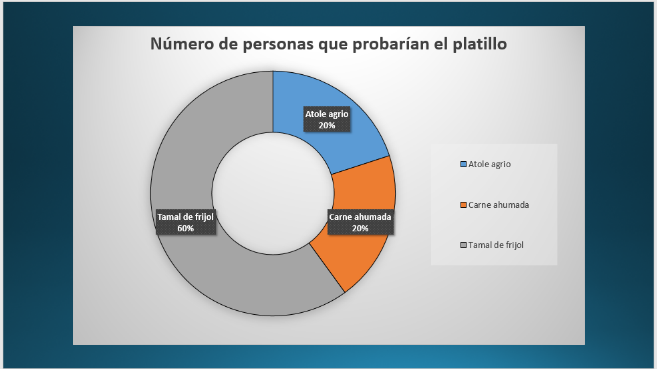 Número de personas que probarían el platillo
Atole agrio
20%
Carne ahumada
20%
Tamal de frijol
60%
Atole agrio
Carne ahumada
Tamal de frijol